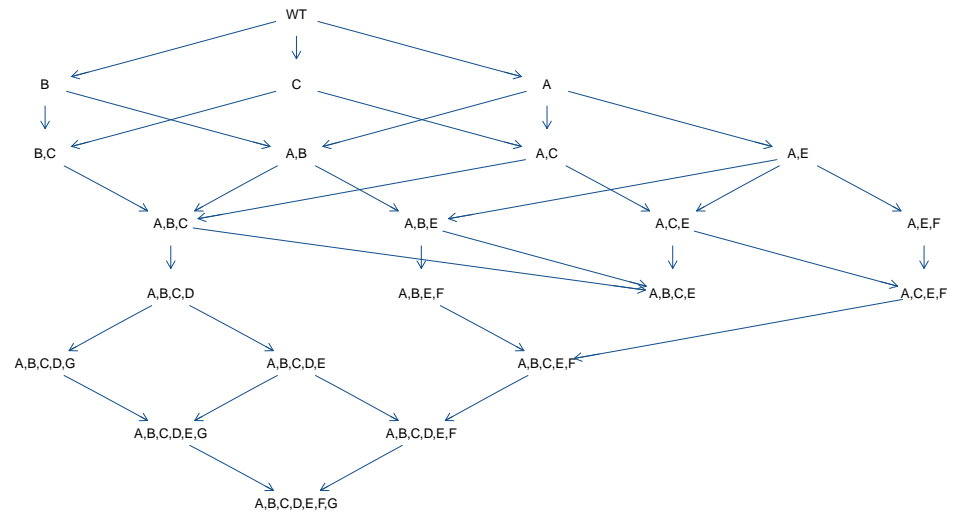 WT
B
C
A
B,C
A,B
A,C
A,E
A,B,C
A,B,E
A,C,E
A,E,F
A,B,C,D
A,B,E,F
A,B,C,E
A,C,E,F
A,B,C,D,G
A,B,C,D,E
A,B,C,E,F
A,B,C,D,E,G
A,B,C,D,E,F
A,B,C,D,E,F,G